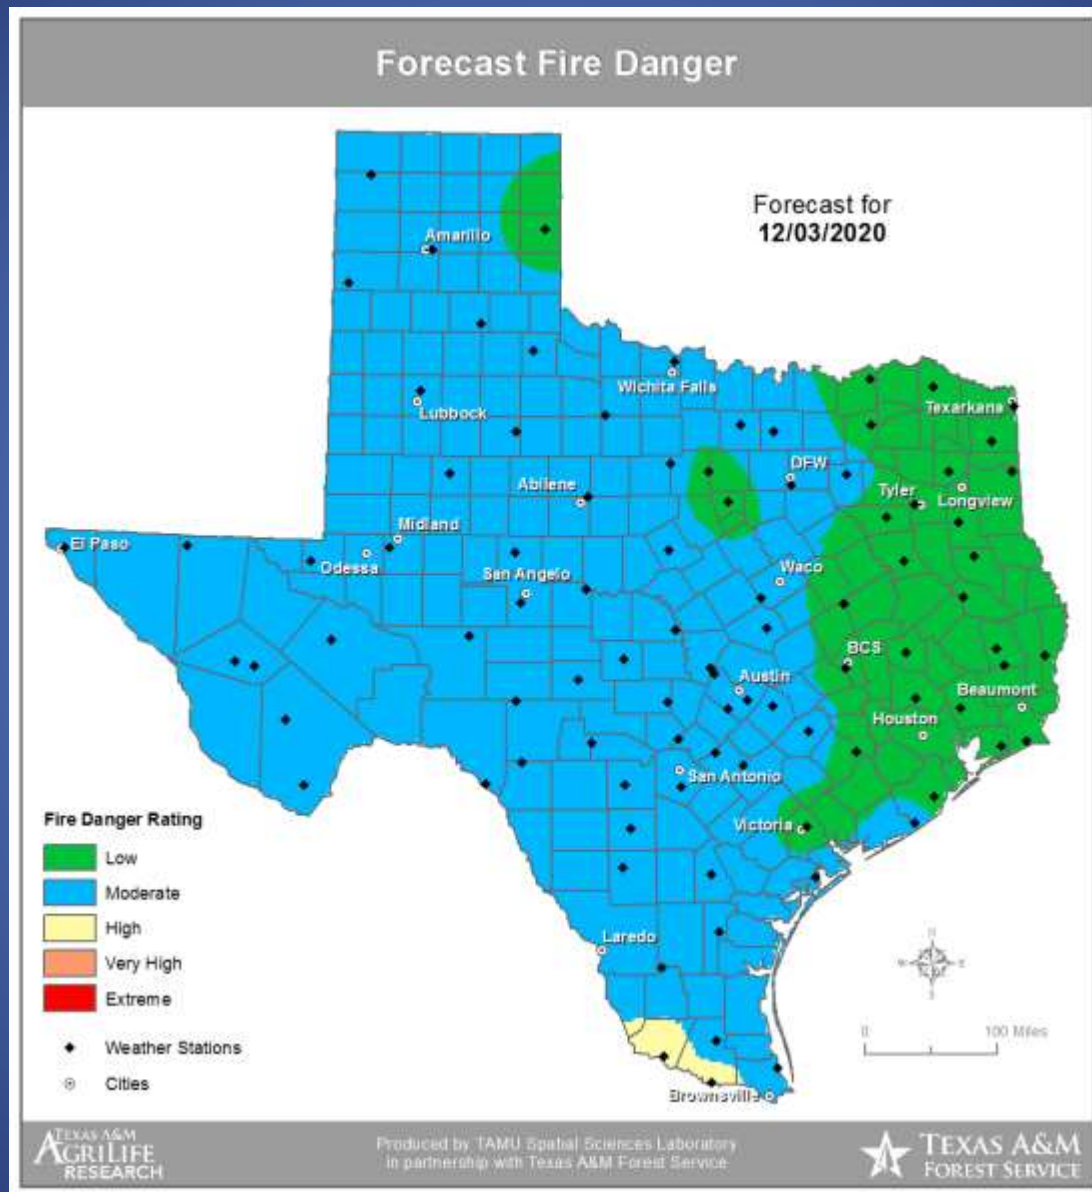 Forecast Fire Danger
Forecast for
12/03/2020
Amarillo
Wichita Falls
Lubbock
Texarkana
DFW
Abilene
Tyler
Longview
Midland
El Paso
Odessa
San Angelo
Waco
BCS
Austin
Beaumont
Houston
San Antonio
Victoria
Fire Danger Rating
Low
Moderate
High
Very High
Extreme
Laredo
N
W
E
S
0
100 Miles
Weather Stations
Cities
Brownsville
TEXAS A&M
AGRILIFE
RESEARCH
Produced by TAMU Spatial Sciences Laboratory
in partnership with Texas A&M Forest Service
TEXAS A&M
FOREST SERVICE